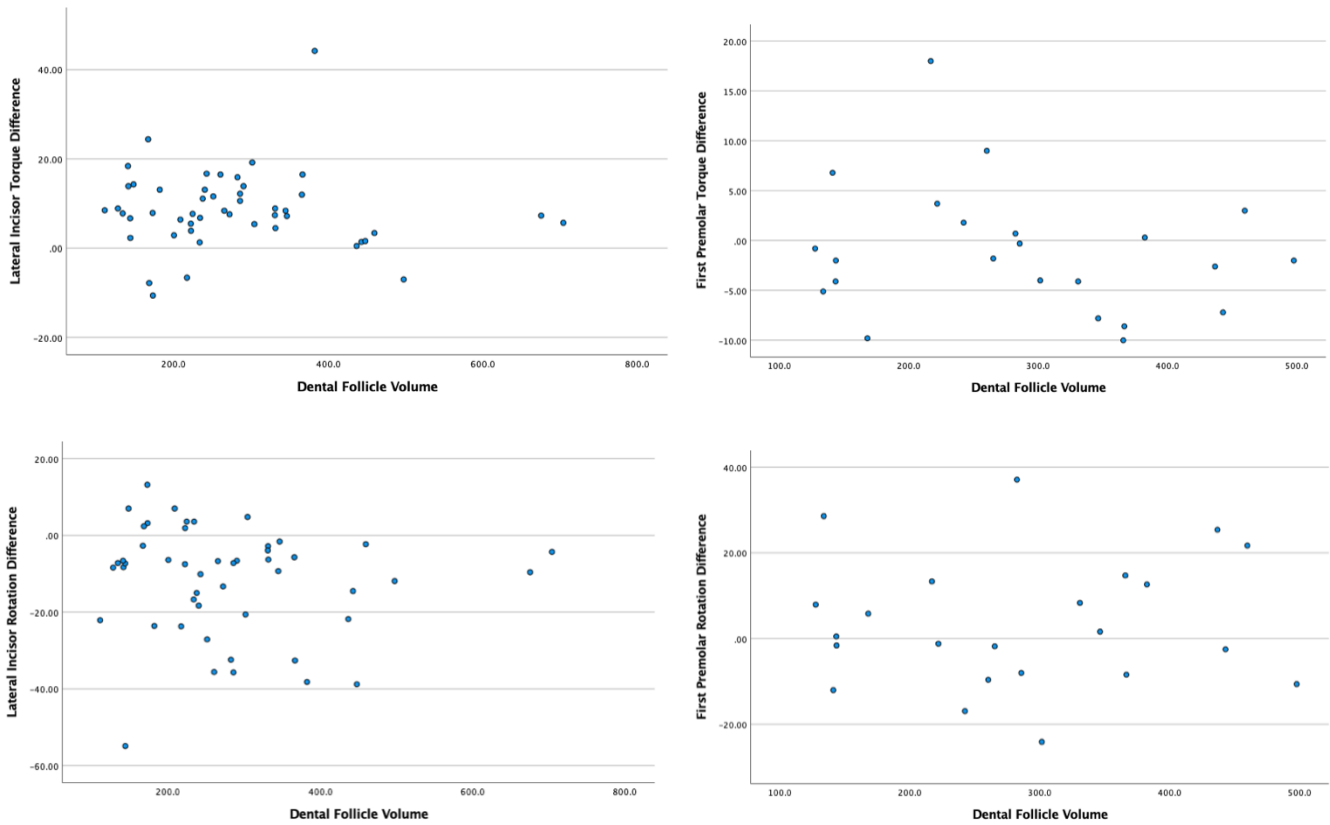 Lateral Incisor Torque Difference
40.00
20.00
.00
-20.00
200.0 400.0 600.0 800.0
Dental Follicle Volume
First Premolar Torque Difference
20.00
15.00
10.00
5.00
.00
-5.00
-10.00
100.0 200.0 300.0 400.0 500.0
Dental Follicle Volume
Lateral Incisor Rotation Difference
20.00
.00
-20.00
-40.00
-60.00
200.0 400.0 600.0 800.0
Dental Follicle Volume
First Premolar Rotation Difference
40.00
20.00
.00
-20.00
100.0 200.0 300.0 400.0 500.0
Dental Follicle Volume